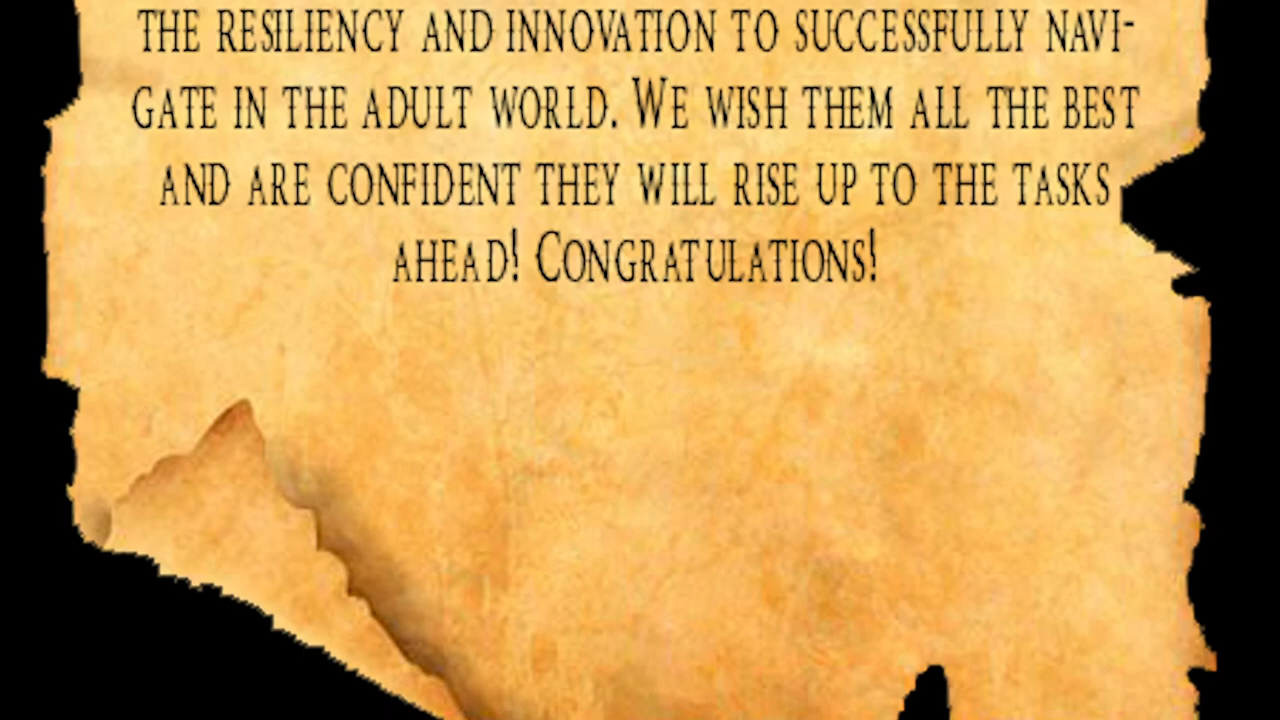 THE RESILIENCY AND INNOVATION TO SUCCESSFULLY NAVI-
GATE IN THE ADULT WORLD. WE WISH THEM ALL THE BEST
AND ARE CONFIDENT THEY WILL RISE UP TO THE TASKS
AHEAD! CONGRATULATIONS!